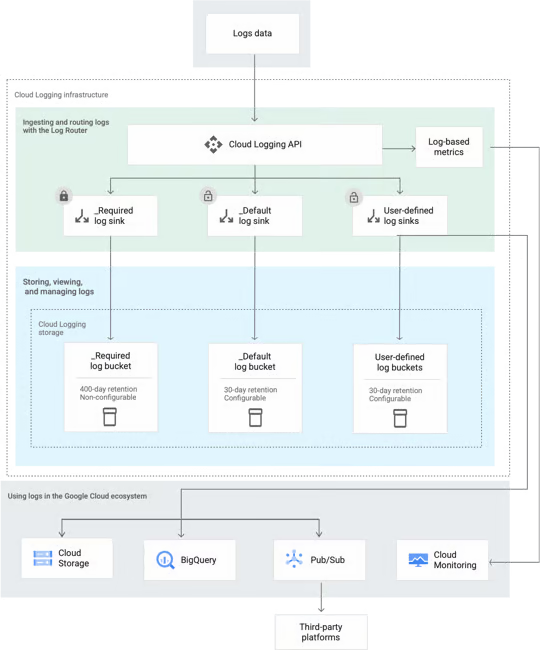 Logs data
Cloud Logging infrastructure
Ingesting and routing logs
with the Log Router
Cloud Logging API
Log-based
metrics
_Required
log sink
_Default
log sink
User-defined
log sinks
Storing, viewing,
and managing logs
Cloud Logging
storage
_Required
log bucket
400-day retention
Non-configurable
_Default
log bucket
30-day retention
Configurable
User-defined
log buckets
30-day retention
Configurable
Using logs in the Google Cloud ecosystem
Cloud
Storage
BigQuery
Pub/Sub
Cloud
Monitoring
Third-party
platforms